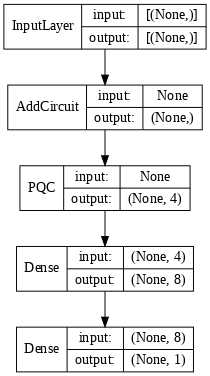 InputLayer input: [(None,)]
output: [(None,)]
AddCircuit input: None
output: (None,)
PQC input: None
output: (None, 4)
Dense input: (None, 4)
output: (None, 8)
Dense input: (None, 8)
output: (None, 1)